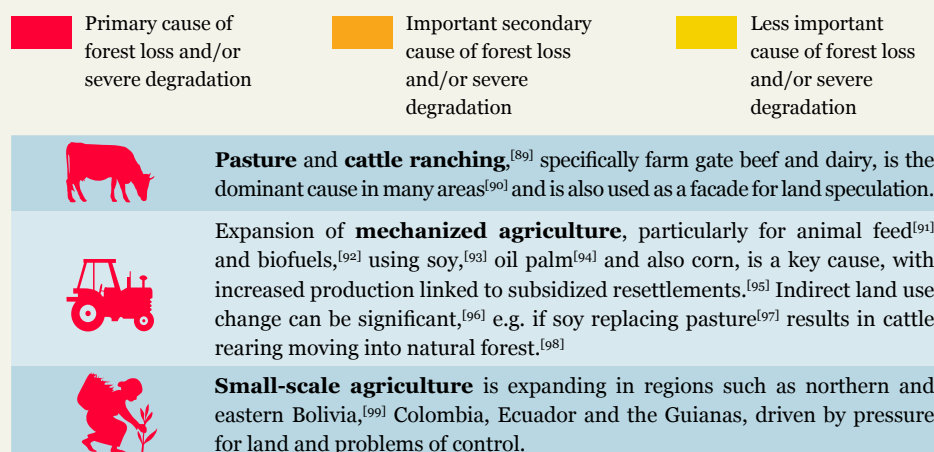 Primary cause of
forest loss and/or
severe degradation
Important secondary
cause of forest loss
and/or severe
degradation
Less important
cause of forest loss
and/or severe
degradation
Pasture and cattle ranching,[89] specifically farm gate beef and dairy, is the
dominant cause in many areas[90] and is also used as a facade for land speculation.
Expansion of mechanized agriculture, particularly for animal feed[91]
and biofuels,[92] using soy,[93] oil palm[94] and also corn, is a key cause, with
increased production linked to subsidized resettlements.[95] Indirect land use
change can be significant,[96] e.g. if soy replacing pasture[97] results in cattle
rearing moving into natural forest.[98]
Small-scale agriculture is expanding in regions such as northern and
eastern Bolivia,[99] Colombia, Ecuador and the Guianas, driven by pressure
for land and problems of control.